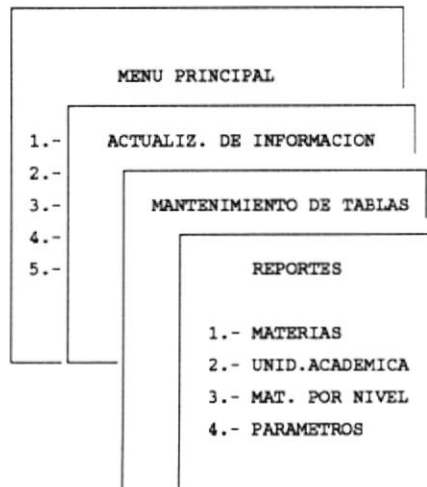 MENU PRINCIPAL
1.- ACTUALIZ. DE INFORMACION
2.-
3.- MANTENIMIENTO DE TABLAS
4.-
5.- REPORTES
1.- MATERIAS
2.- UNID.ACADEMICA
3.- MAT. POR NIVEL
4.- PARAMETROS